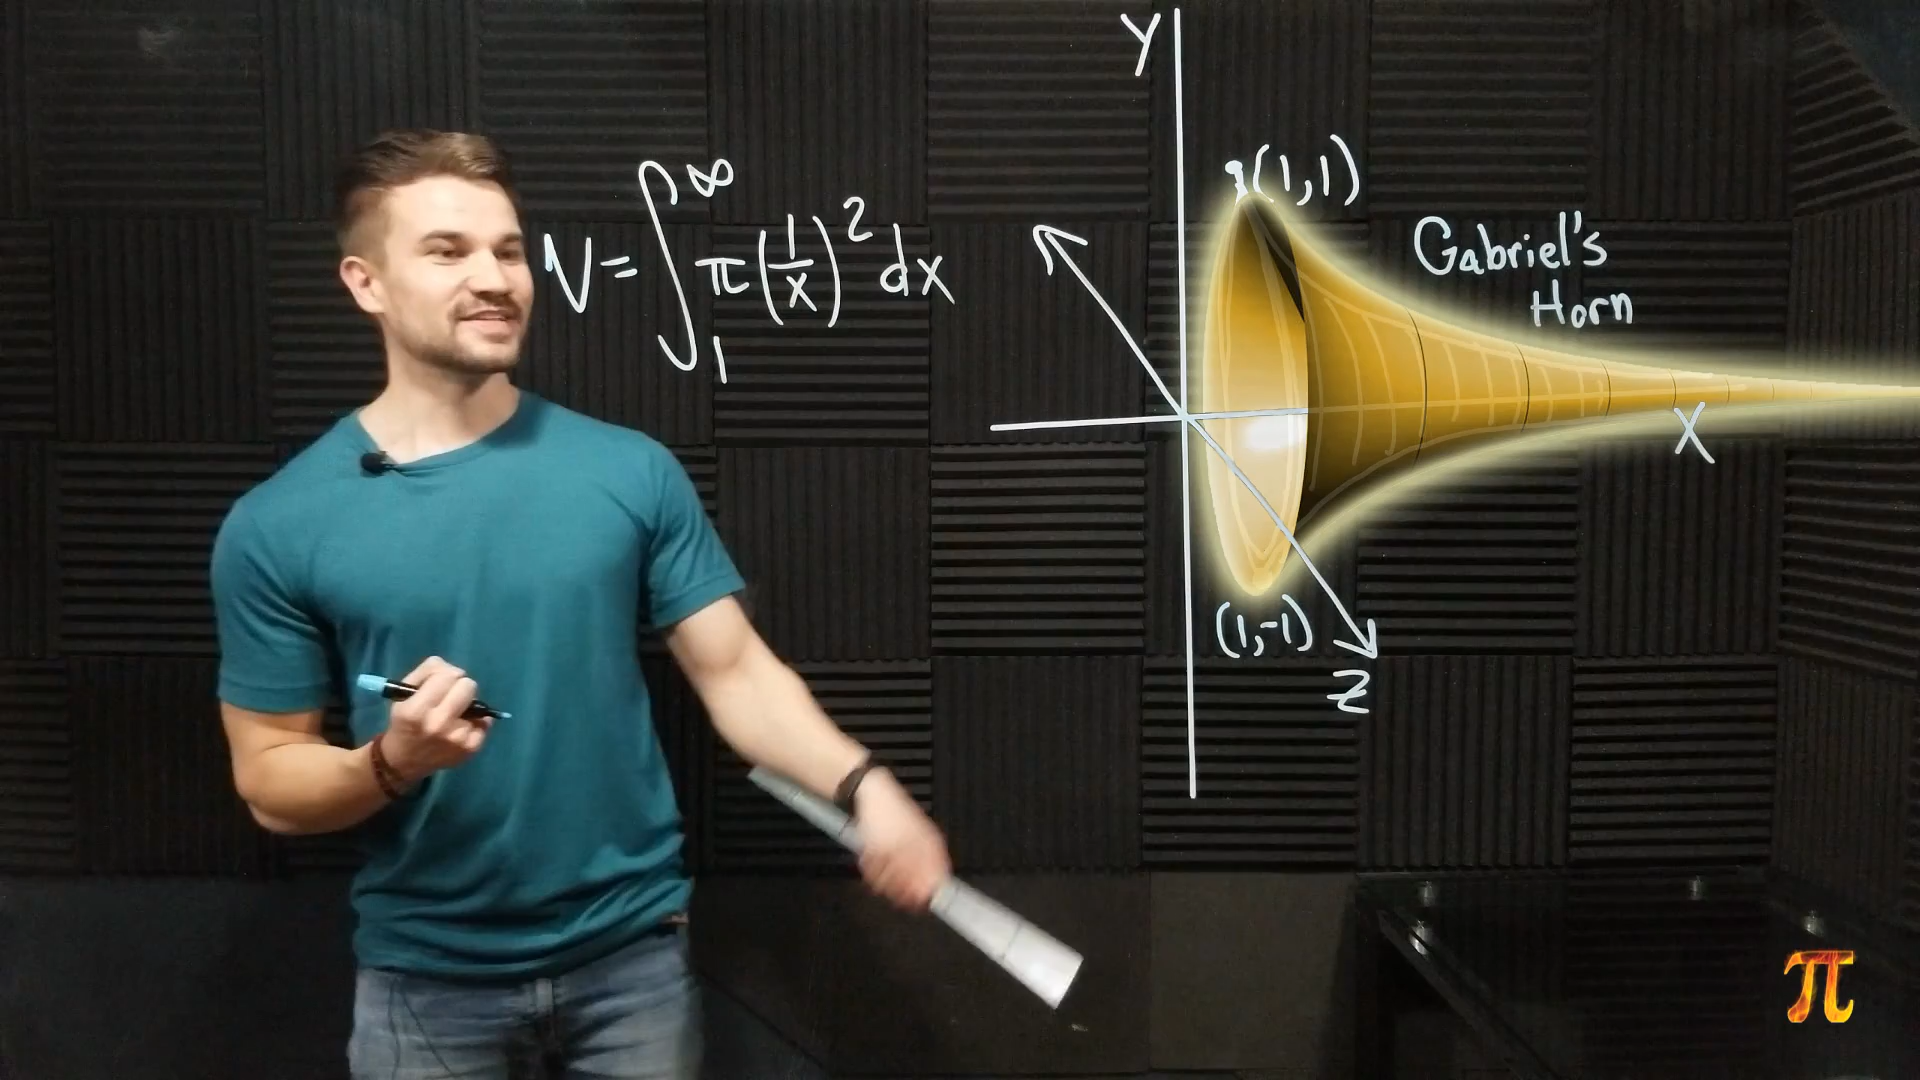 V = ∫₁^∞ π(1/x)² dx
Y
(1,1)
Gabriel's
Horn
X
(1,-1)
Z
π